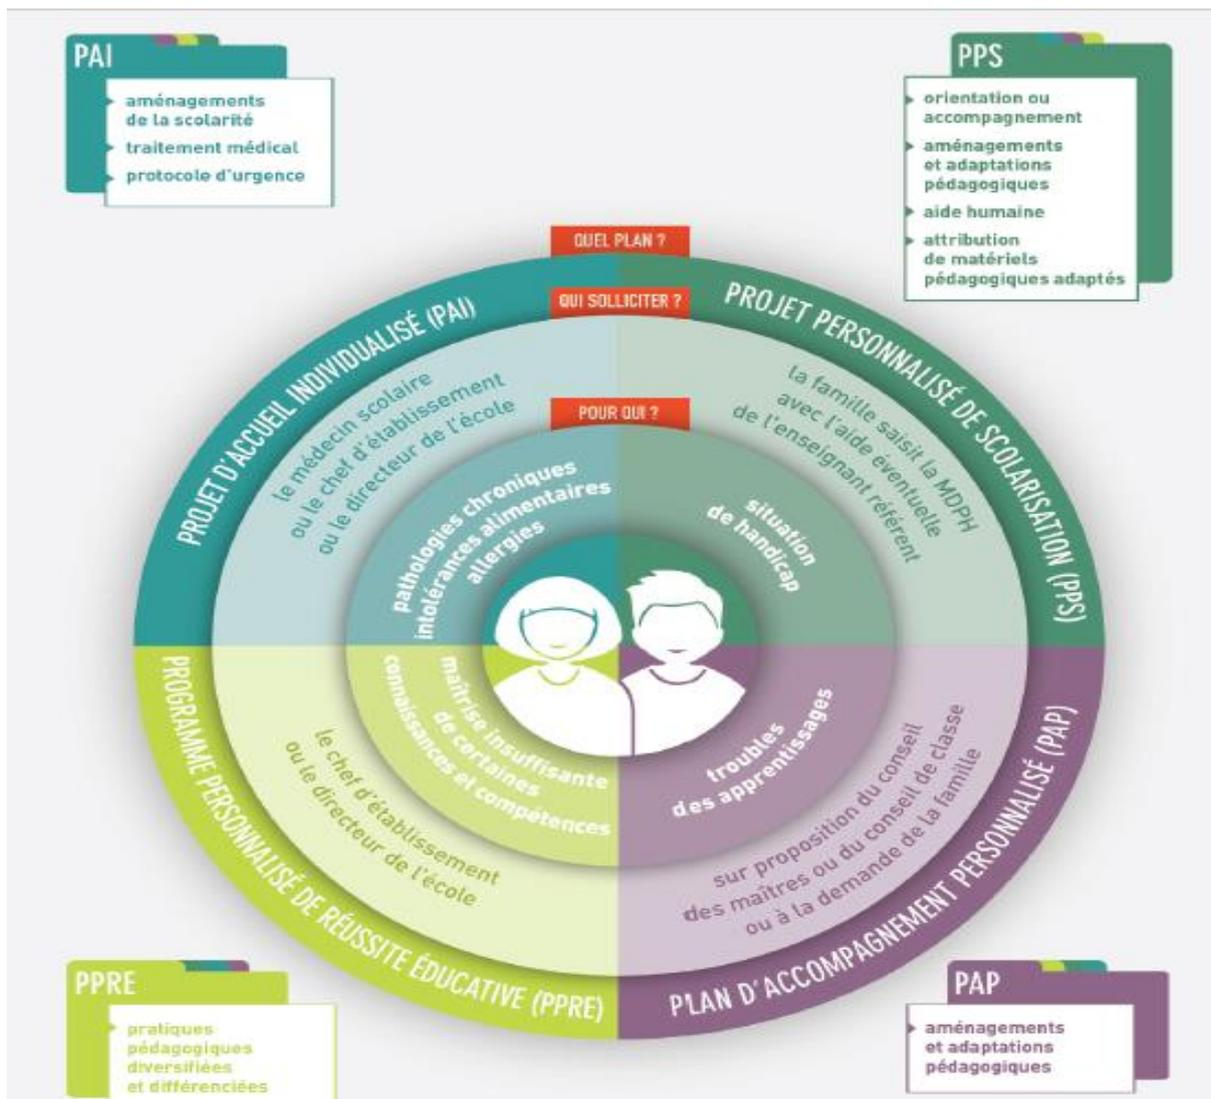 PAI
aménagements
de la scolarité
traitement médical
protocole d'urgence
PPS
orientation ou
accompagnement
aménagements
et adaptations
pédagogiques
aide humaine
attribution
de matériels
pédagogiques adaptés
QUEL PLAN ?
QUI SOLLICITER ?
POUR QUI ?
PROJET D'ACCUEIL INDIVIDUALISÉ (PAI)
le médecin scolaire
ou le chef d'établissement
ou le directeur de l'école
pathologies chroniques
intolérances alimentaires
allergies
PROJET PERSONNALISÉ DE SCOLARISATION (PPS)
la famille saisit la MDPH
avec l'aide éventuelle
de l'enseignant référent
situation
de handicap
PROGRAMME PERSONNALISÉ DE RÉUSSITE ÉDUCATIVE (PPRE)
le chef d'établissement
ou le directeur de l'école
maîtrise insuffisante
de certaines
connaissances et compétences
PLAN D'ACCOMPAGNEMENT PERSONNALISÉ (PAP)
sur proposition du conseil
des maîtres ou du conseil de classe
ou à la demande de la famille
troubles
des apprentissages
PPRE
pratiques
pédagogiques
diversifiées
et différenciées
PAP
aménagements
et adaptations
pédagogiques